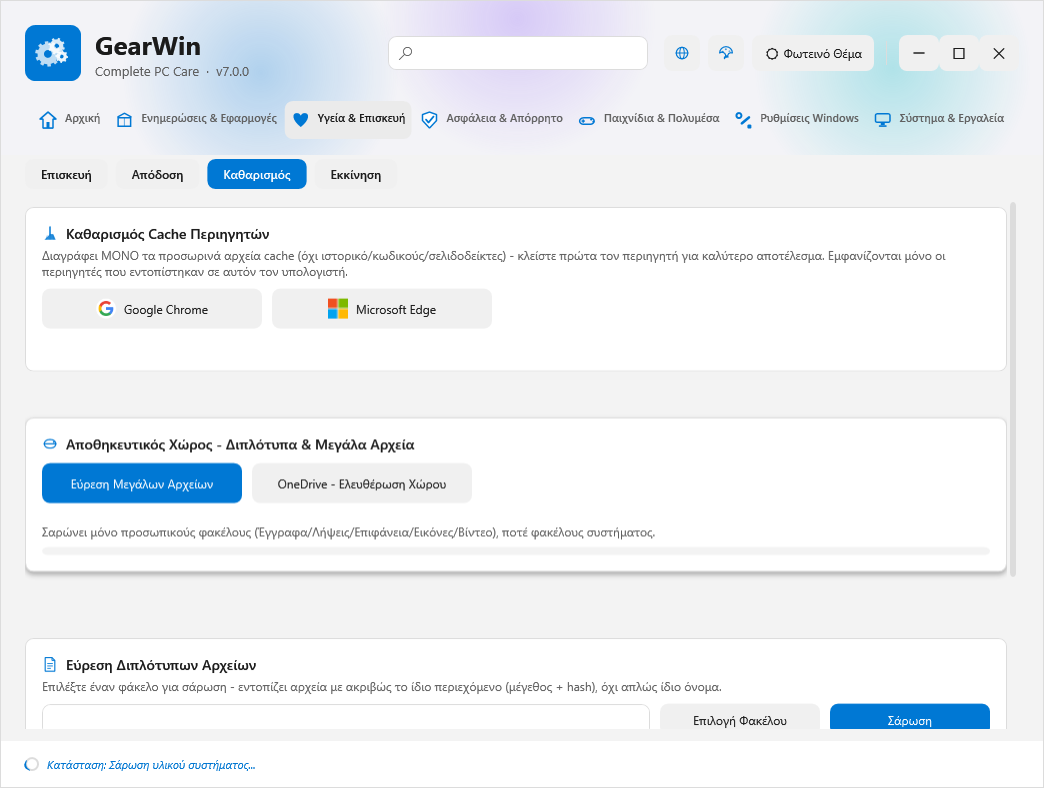 GearWin
Complete PC Care · v7.0.0
Φωτεινό Θέμα
Αρχική
Ενημερώσεις & Εφαρμογές
Υγεία & Επισκευή
Ασφάλεια & Απόρρητο
Παιχνίδια & Πολυμέσα
Ρυθμίσεις Windows
Σύστημα & Εργαλεία
Επισκευή
Απόδοση
Καθαρισμός
Εκκίνηση
Καθαρισμός Cache Περιηγητών
Διαγράφει ΜΟΝΟ τα προσωρινά αρχεία cache (όχι ιστορικό/κωδικούς/σελιδοδείκτες) - κλείστε πρώτα τον περιηγητή για καλύτερο αποτέλεσμα. Εμφανίζονται μόνο οι
περιηγητές που εντοπίστηκαν σε αυτόν τον υπολογιστή.
Google Chrome
Microsoft Edge
Αποθηκευτικός Χώρος - Διπλότυπα & Μεγάλα Αρχεία
Εύρεση Μεγάλων Αρχείων
OneDrive - Ελευθέρωση Χώρου
Σαρώνει μόνο προσωπικούς φακέλους (Έγγραφα/Λήψεις/Επιφάνεια/Εικόνες/Βίντεο), ποτέ φακέλους συστήματος.
Εύρεση Διπλότυπων Αρχείων
Επιλέξτε έναν φάκελο για σάρωση - εντοπίζει αρχεία με ακριβώς το ίδιο περιεχόμενο (μέγεθος + hash), όχι απλώς ίδιο όνομα.
Επιλογή Φακέλου
Σάρωση
Κατάσταση: Σάρωση υλικού συστήματος...